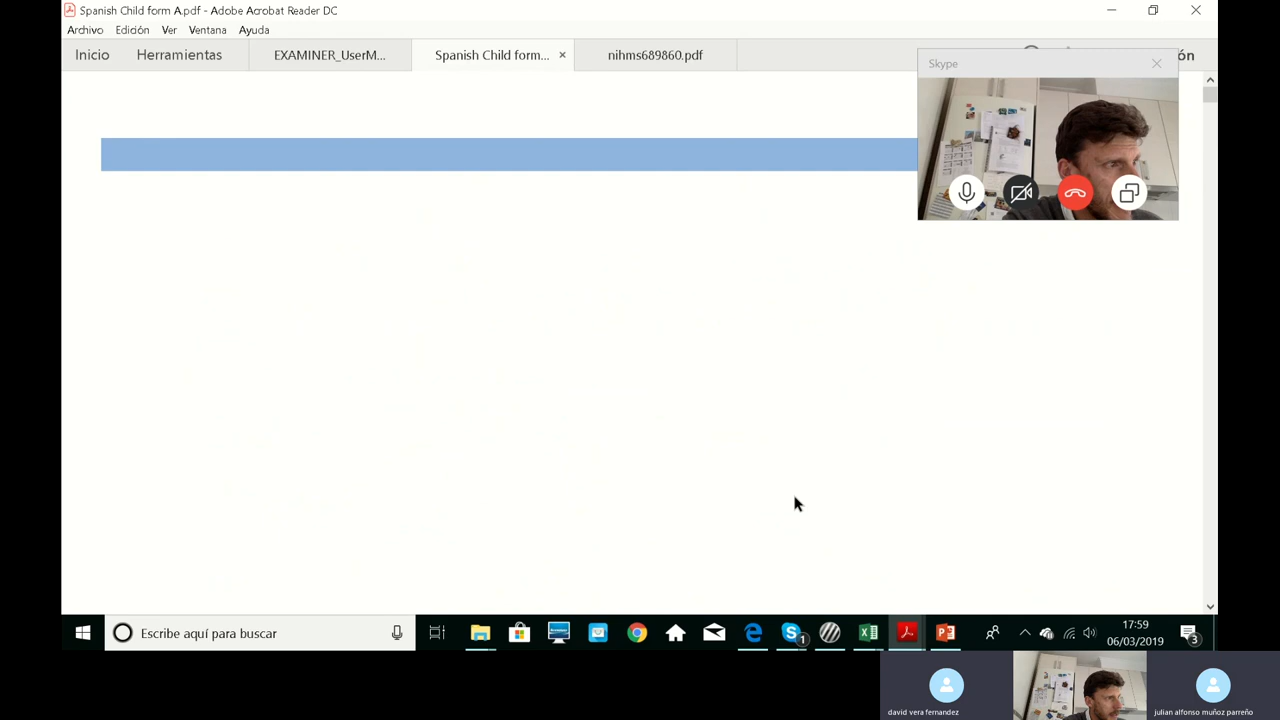 Spanish Child form A.pdf - Adobe Acrobat Reader DC
Archivo Edición Ver Ventana Ayuda
Inicio Herramientas EXAMINER_UserM... Spanish Child form... × nihms689860.pdf ón
Skype
Escribe aquí para buscar
1
17:59
06/03/2019
3
david vera fernandez julian alfonso muñoz parreño